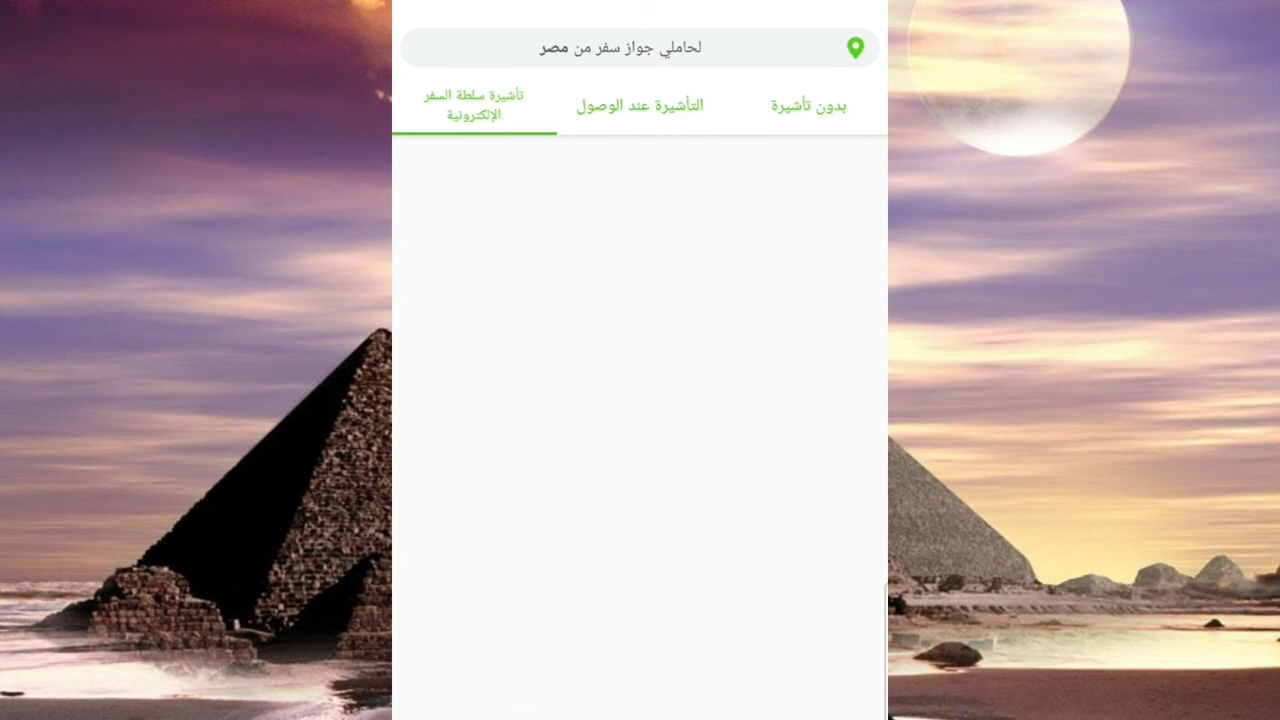 لحاملي جواز سفر من مصر
بدون تأشيرة
التأشيرة عند الوصول
تأشيرة سلطة السفر
الإلكترونية